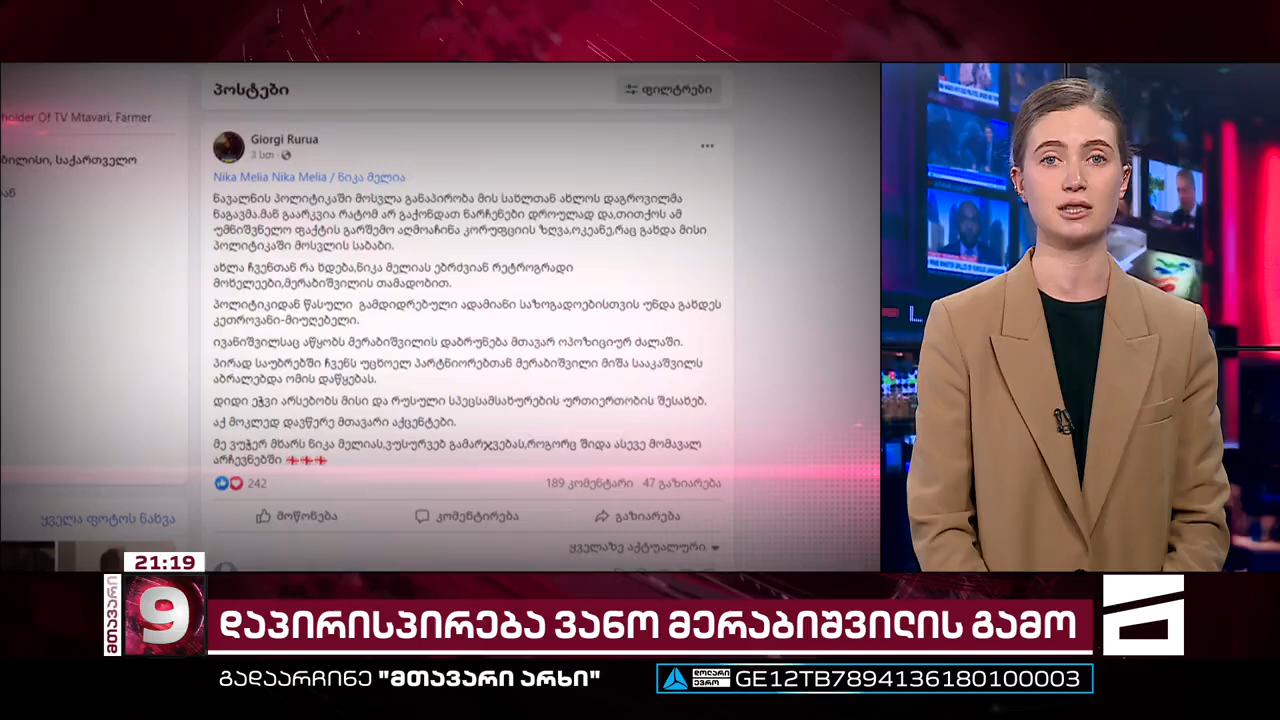 პოსტები
ფილტრები
holder Of TV Mtavari, Farmer
ბილისი, საქართველო
ან
Giorgi Rurua
3 სთ ·
Nika Melia Nika Melia / ნიკა მელია
ნავალნის პოლიტიკაში მოსვლა განაპირობა მის სახლთან ახლოს დაგროვილმა
ნაგავმა.მან გაარკვია რატომ არ გაქონდათ ნარჩენები დროულად და,თითქოს ამ
უმნიშვნელო ფაქტის გარშემო აღმოაჩინა კორუფციის ზღვა,ოკეანე,რაც გახდა მისი
პოლიტიკაში მოსვლის საბაბი.
ახლა ჩვენთან რა ხდება,ნიკა მელიას ებრძვიან რეტროგრადი
მოხელეები,მერაბიშვილის თამადობით.
პოლიტიკიდან წასული გამდიდრებული ადამიანი საზოგადოებისთვის უნდა გახდეს
კეთროვანი-მიუღებელი.
ივანიშვილსაც აწყობს მერაბიშვილის დაბრუნება მთავარ ოპოზიციურ ძალაში.
პირად საუბრებში ჩვენს უცხოელ პარტნიორებთან მერაბიშვილი მიშა სააკაშვილს
აბრალებდა ომის დაწყებას.
დიდი ეჭვი არსებობს მისი და რუსული სპეცსამსახურების ურთიერთობის შესახებ.
აქ მოკლედ დავწერე მთავარი აქცენტები.
მე ვუჭერ მხარს ნიკა მელიას,ვუსურვებ გამარჯვებას,როგორც შიდა ასევე მომავალ
არჩევნებში
242
189 კომენტარი 47 გაზიარება
ყველა ფოტოს ნახვა
მოწონება
კომენტირება
გაზიარება
ყველაზე აქტუალური
21:19
მთავარი
9
დაპირისპირება ვანო მერაბიშვილის გამო
გადაარჩინე "მთავარი არხი"
დოლარი
ევრო
GE12TB7894136180100003